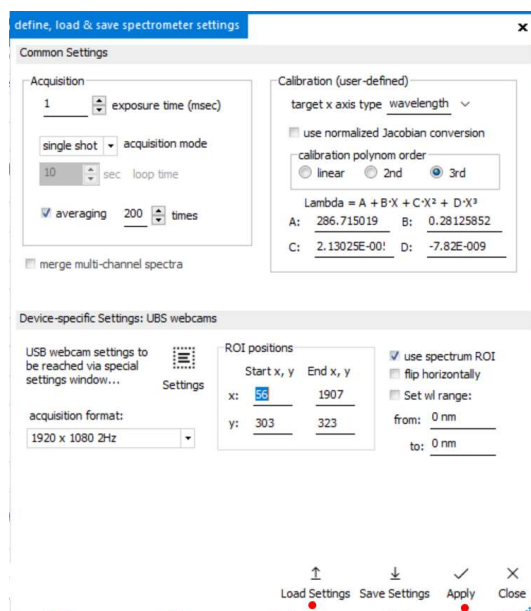 define, load & save spectrometer settings
Common Settings
Acquisition
1 exposure time (msec)
single shot acquisition mode
10 sec loop time
averaging 200 times
merge multi-channel spectra
Calibration (user-defined)
target x axis type wavelength
use normalized Jacobian conversion
calibration polynom order
linear 2nd 3rd
Lambda = A + B·X + C·X² + D·X³
A: 286.715019 B: 0.28125852
C: 2.13025E-00! D: -7.82E-009
Device-specific Settings: UBS webcams
USB webcam settings to
be reached via special
settings window...
Settings
acquisition format:
1920 x 1080 2Hz
ROI positions
Start x, y End x, y
x: 56 1907
y: 303 323
use spectrum ROI
flip horizontally
Set wl range:
from: 0 nm
to: 0 nm
Load Settings Save Settings Apply Close